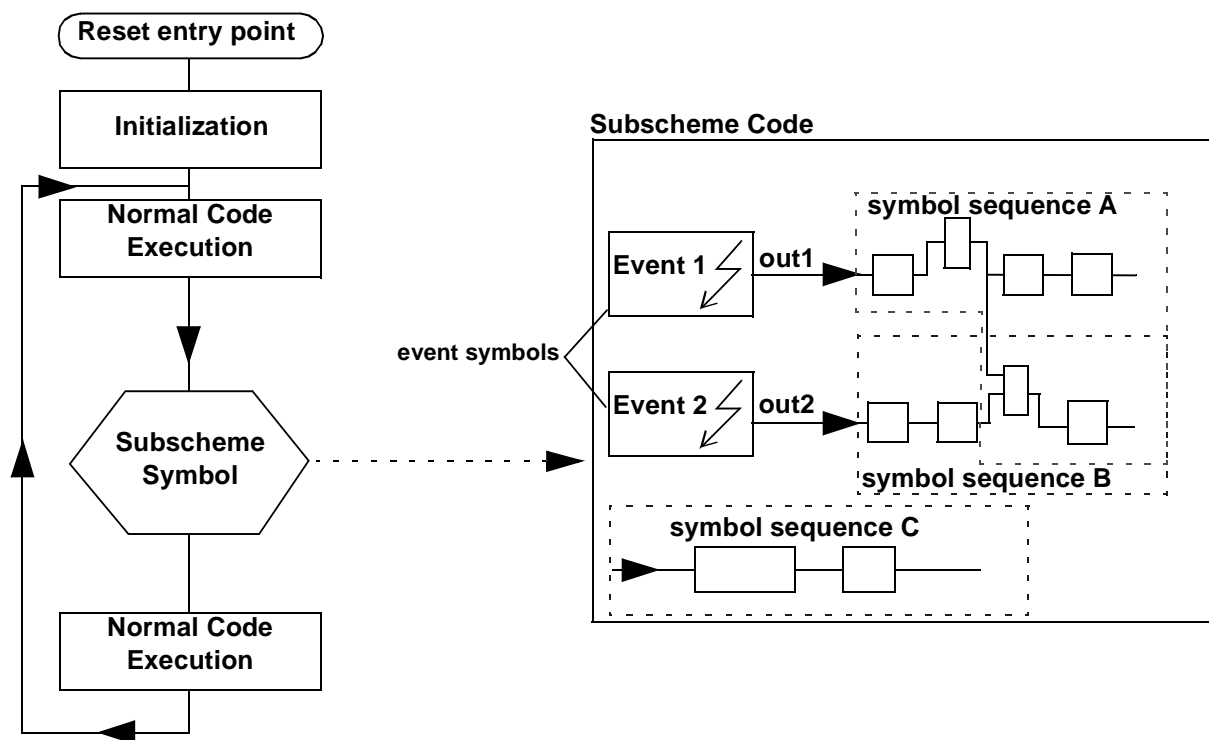 Reset entry point
Initialization
Normal Code
Execution
Subscheme
Symbol
Normal Code
Execution
Subscheme Code
symbol sequence A
Event 1
out1
event symbols
Event 2
out2
symbol sequence B
symbol sequence C